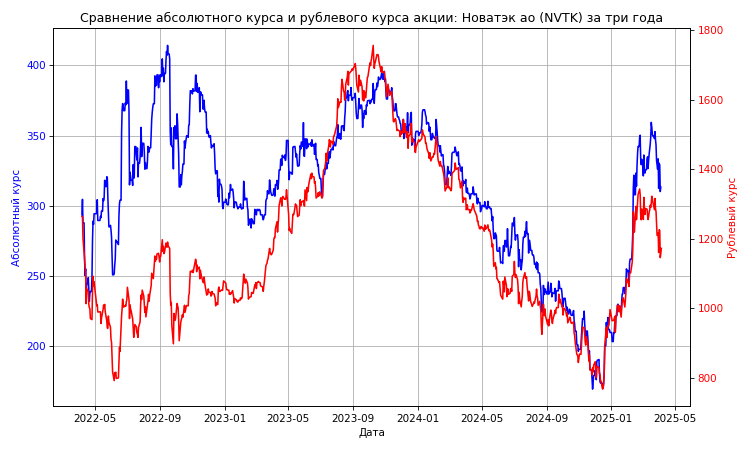 Сравнение абсолютного курса и рублевого курса акции: Новатэк ао (NVTK) за три года
Абсолютный курс
400
350
300
250
200
1800
1600
1400
1200
1000
800
Рублевый курс
2022-05 2022-09 2023-01 2023-05 2023-09 2024-01 2024-05 2024-09 2025-01 2025-05
Дата